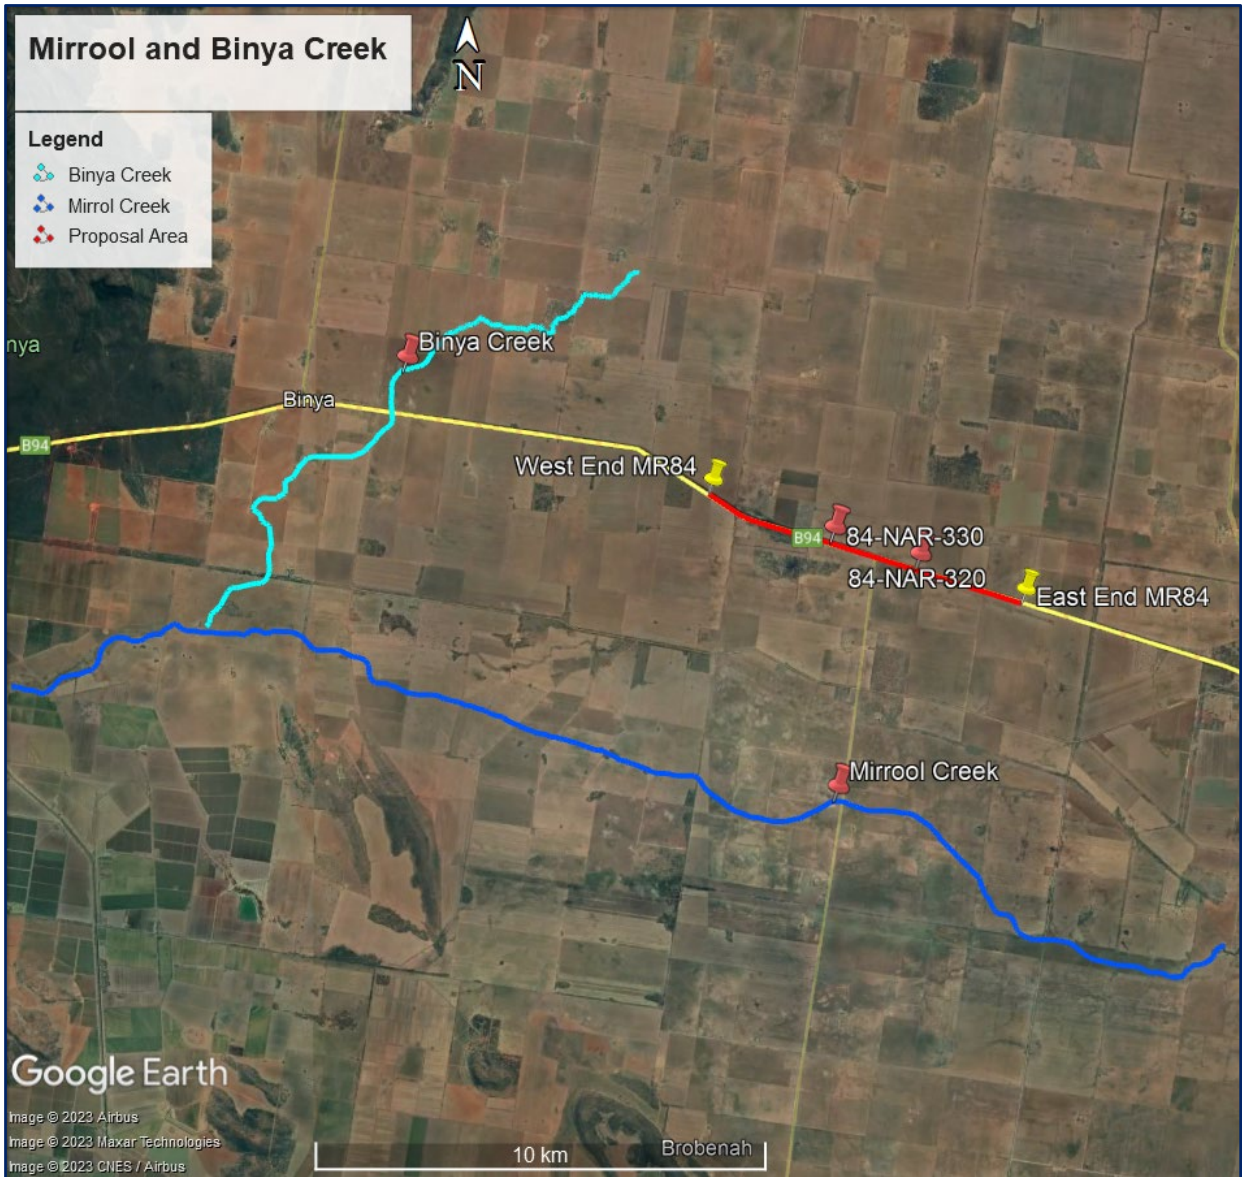 Mirrool and Binya Creek
N
Legend
Binya Creek
Mirrol Creek
Proposal Area
nya
Binya Creek
Binya
B94
West End MR84
B94
84-NAR-330
84-NAR-320
East End MR84
Mirrool Creek
Google Earth
Image © 2023 Airbus
Image © 2023 Maxar Technologies
Image © 2023 CNES / Airbus
10 km
Brobenah